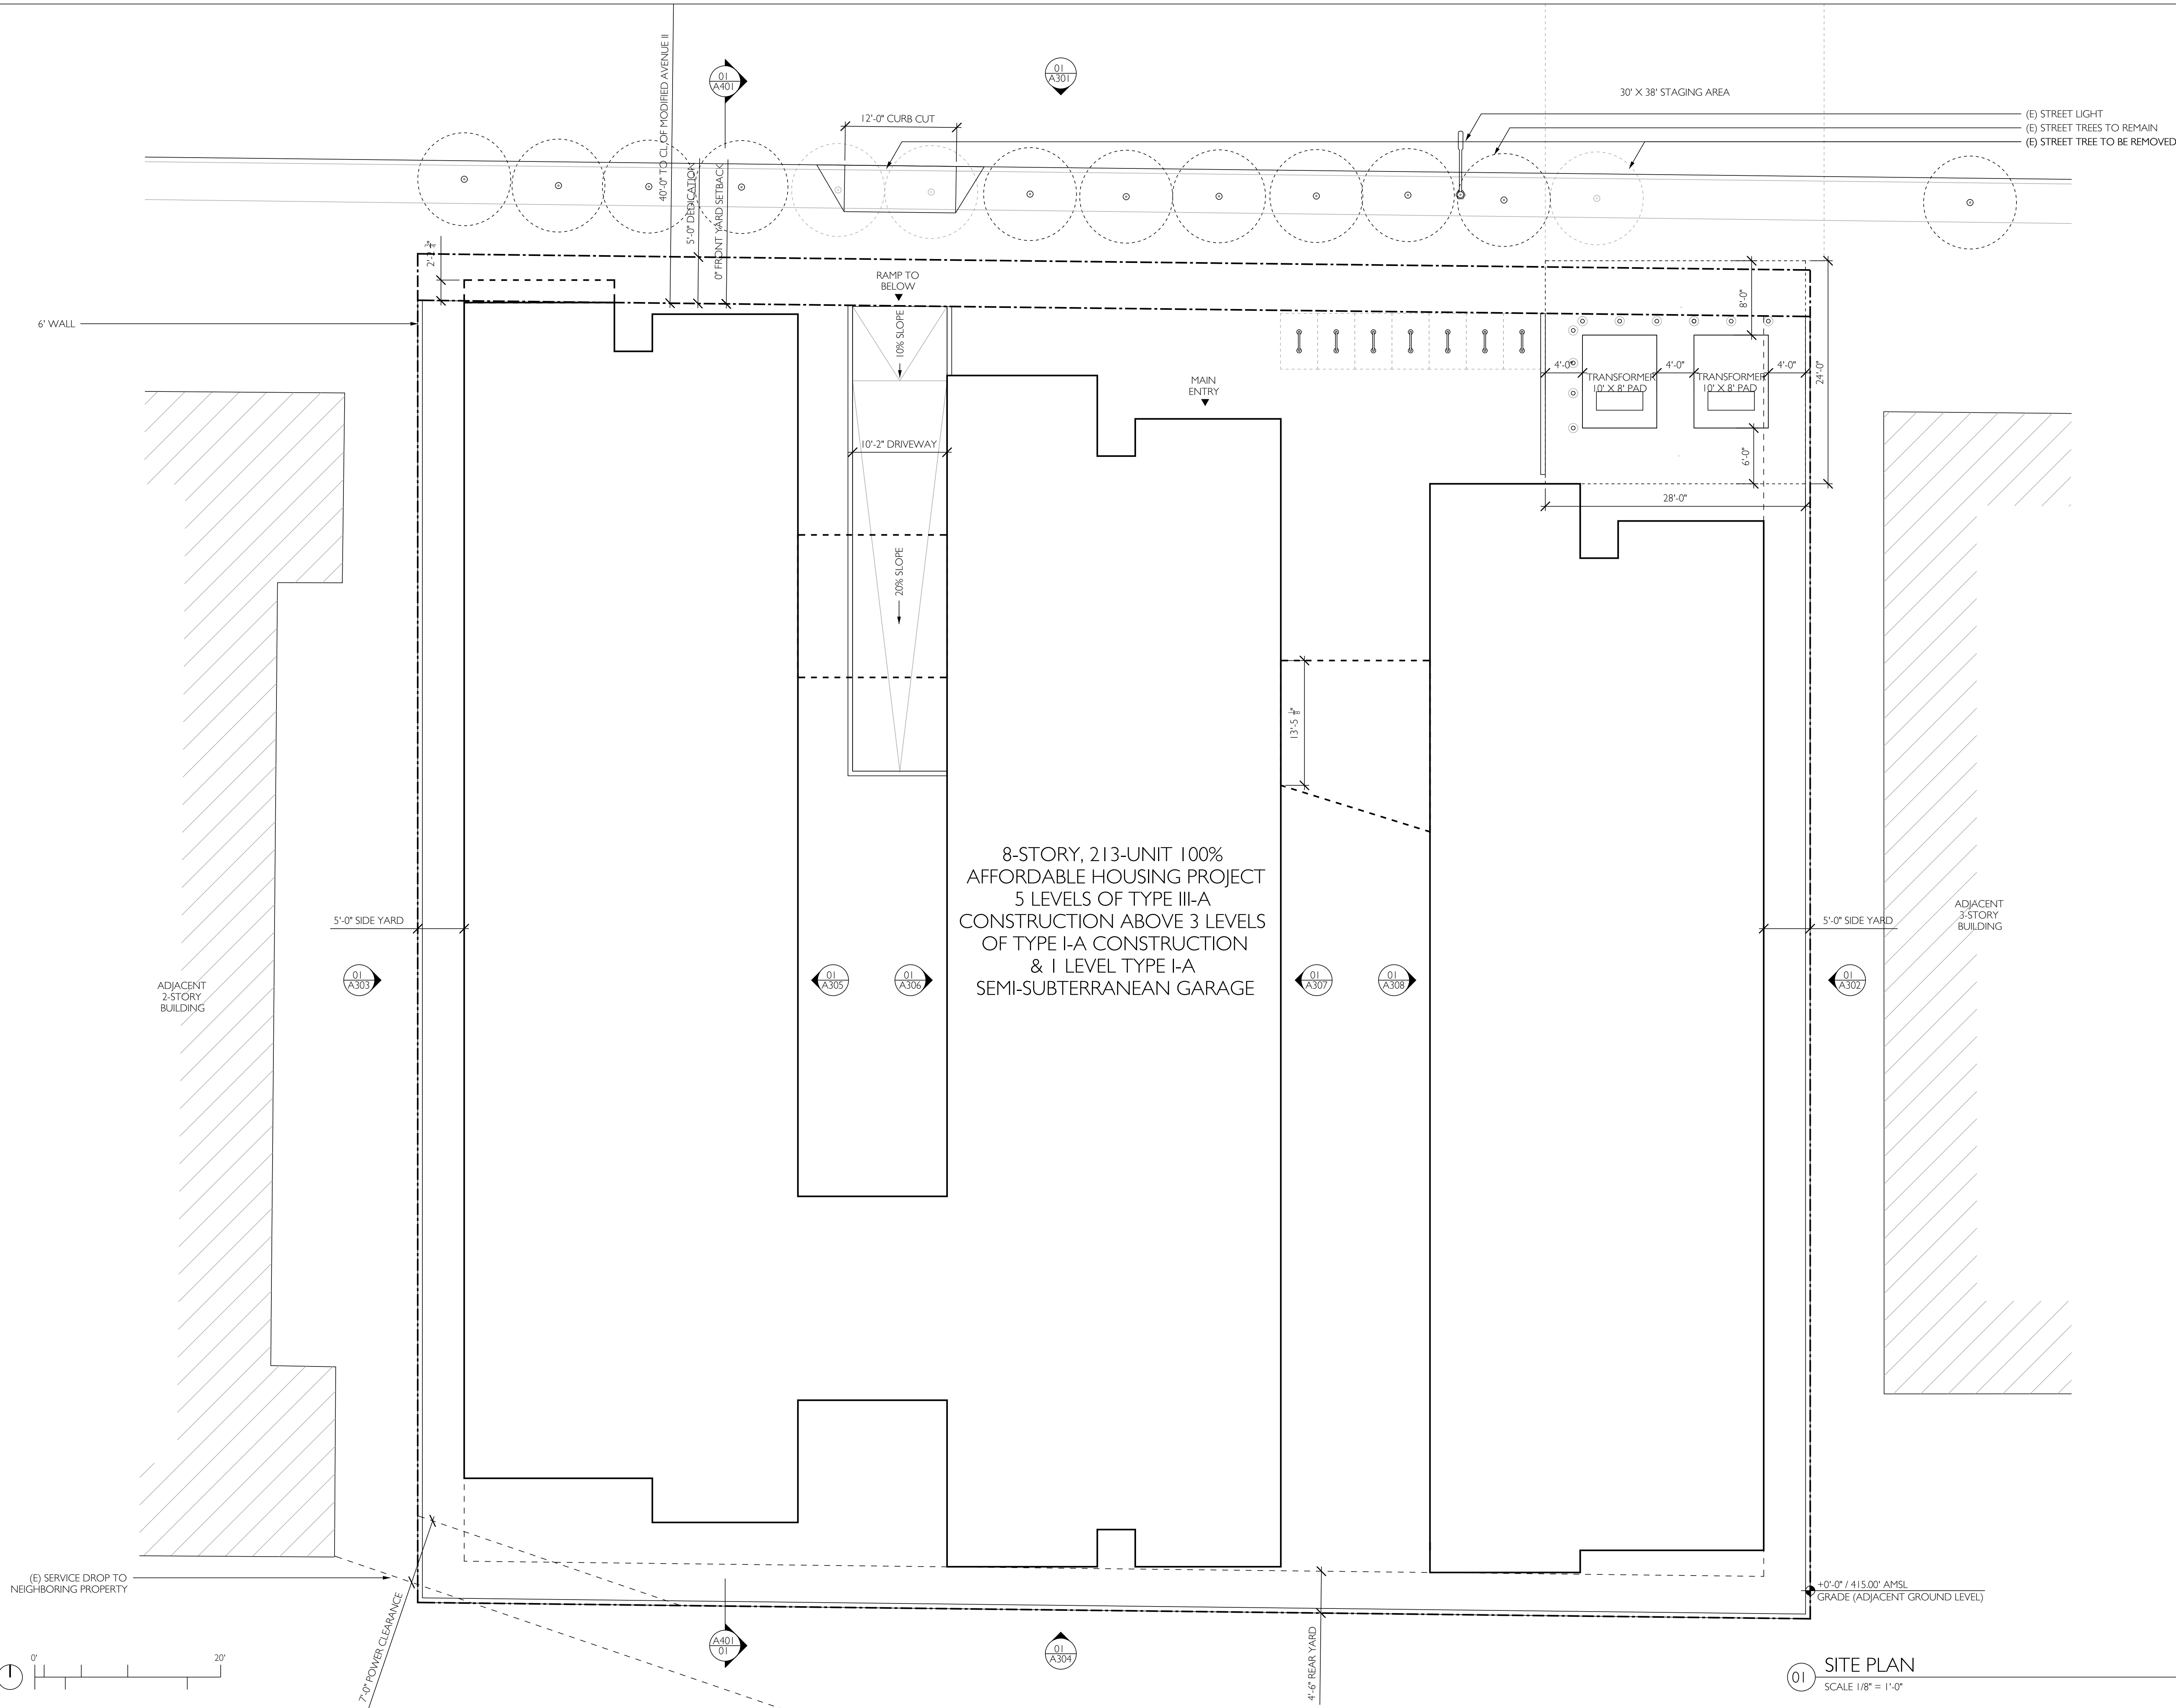 40'-0" TO CL OF MODIFIED AVENUE II
01
A401
01
A301
30' X 38' STAGING AREA
12'-0" CURB CUT
(E) STREET LIGHT
(E) STREET TREES TO REMAIN
(E) STREET TREE TO BE REMOVED
5'-0" DEDICATION
0" FRONT YARD SETBACK
2'-2 3/4"
RAMP TO
BELOW
10% SLOPE
6' WALL
8'-0"
24'-0"
4'-0"
4'-0"
4'-0"
TRANSFORMER
10' X 8' PAD
TRANSFORMER
10' X 8' PAD
MAIN
ENTRY
10'-2" DRIVEWAY
6'-0"
28'-0"
20% SLOPE
13'-5 1/8"
8-STORY, 213-UNIT 100%
AFFORDABLE HOUSING PROJECT
5 LEVELS OF TYPE III-A
CONSTRUCTION ABOVE 3 LEVELS
OF TYPE I-A CONSTRUCTION
& 1 LEVEL TYPE I-A
SEMI-SUBTERRANEAN GARAGE
5'-0" SIDE YARD
5'-0" SIDE YARD
ADJACENT
3-STORY
BUILDING
ADJACENT
2-STORY
BUILDING
01
A303
01
A305
01
A306
01
A307
01
A308
01
A302
(E) SERVICE DROP TO
NEIGHBORING PROPERTY
7'-0" POWER CLEARANCE
+0'-0" / 415.00' AMSL
GRADE (ADJACENT GROUND LEVEL)
4'-6" REAR YARD
A401
01
01
A304
0'
20'
01
SITE PLAN
SCALE 1/8" = 1'-0"